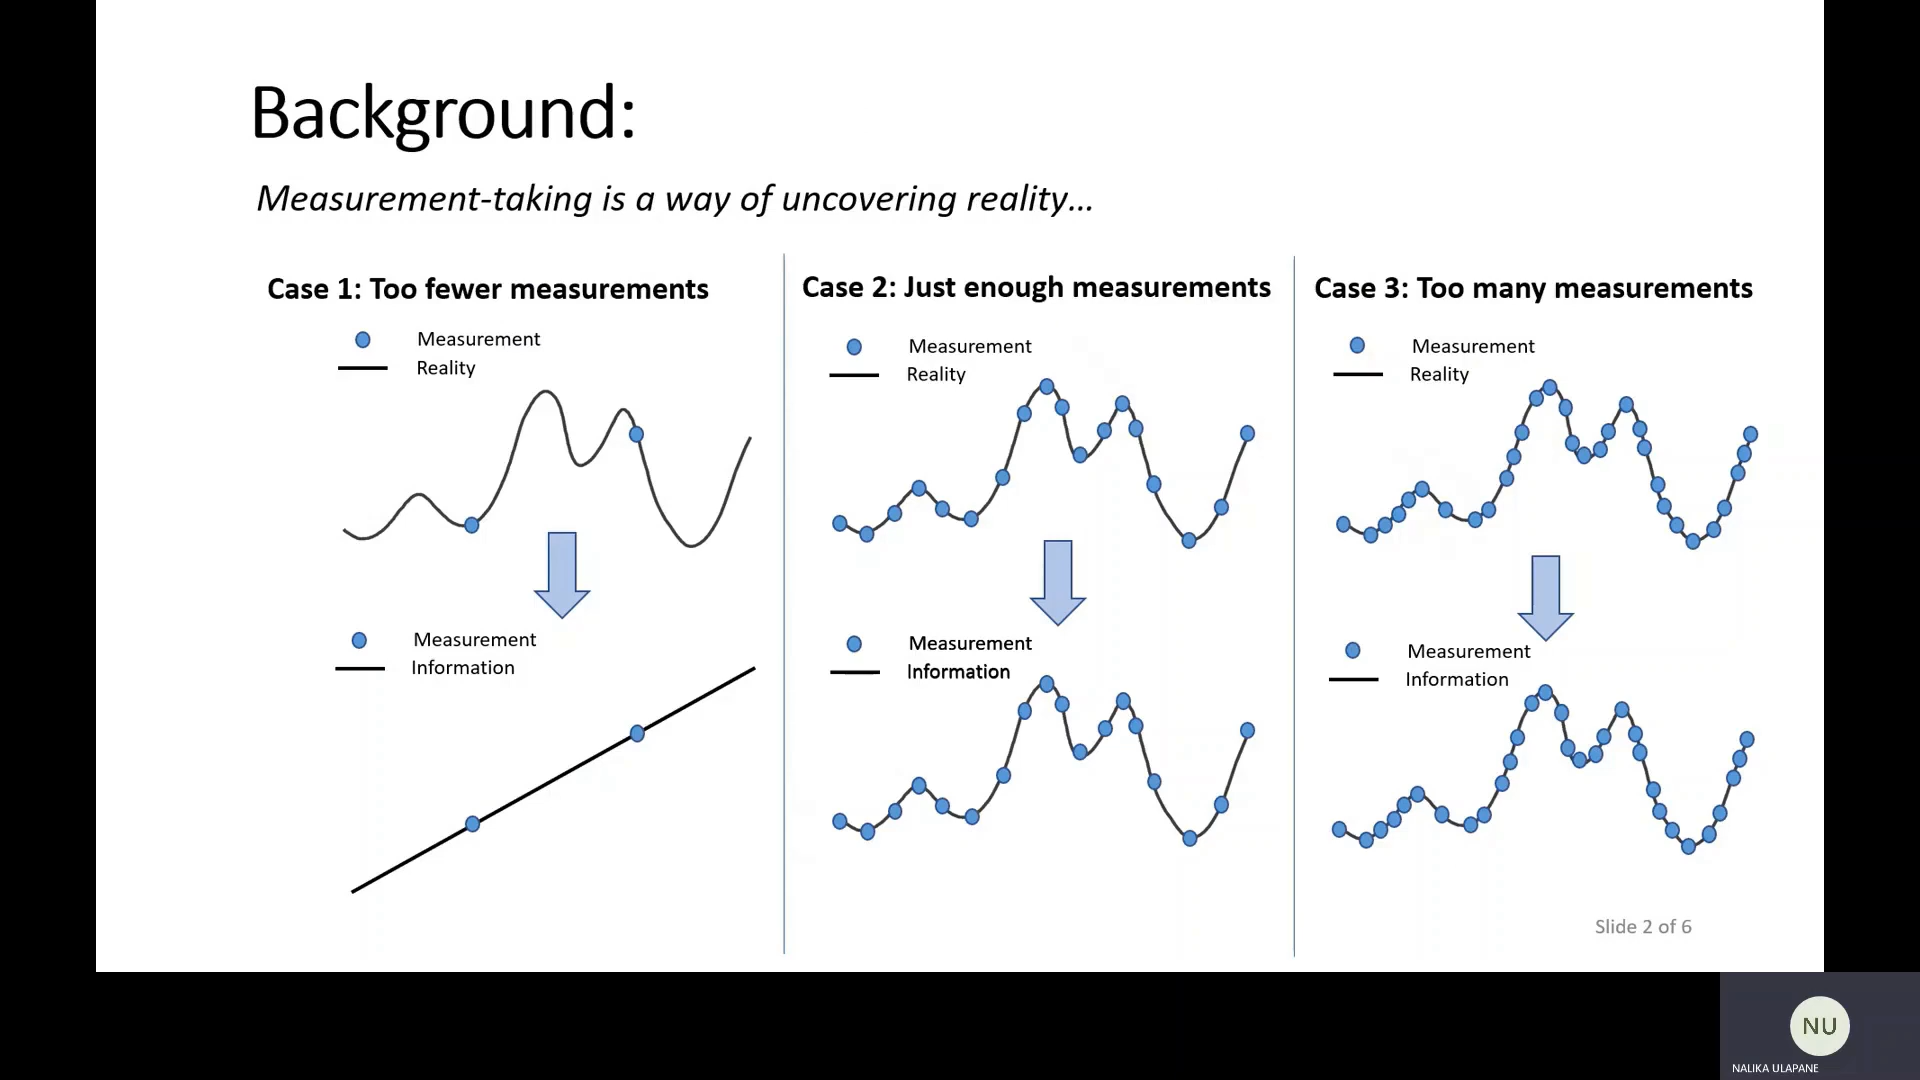 Background:
Measurement-taking is a way of uncovering reality...
Case 1: Too fewer measurements
Measurement
Reality
Measurement
Information
Case 2: Just enough measurements
Measurement
Reality
Measurement
Information
Case 3: Too many measurements
Measurement
Reality
Measurement
Information
Slide 2 of 6
NU
NALIKA ULAPANE